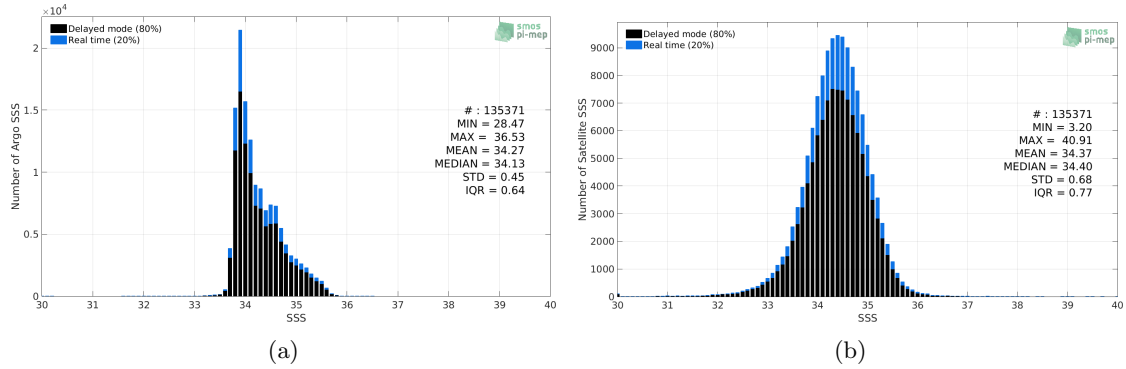 ×10⁴
Delayed mode (80%)
Real time (20%)
smos
pi-mep
2
1.5
1
0.5
0
Number of Argo SSS
# : 135371
MIN = 28.47
MAX = 36.53
MEAN = 34.27
MEDIAN = 34.13
STD = 0.45
IQR = 0.64
30 31 32 33 34 35 36 37 38 39 40
SSS
(a)
Delayed mode (80%)
Real time (20%)
smos
pi-mep
9000
8000
7000
6000
5000
4000
3000
2000
1000
0
Number of Satellite SSS
# : 135371
MIN = 3.20
MAX = 40.91
MEAN = 34.37
MEDIAN = 34.40
STD = 0.68
IQR = 0.77
30 31 32 33 34 35 36 37 38 39 40
SSS
(b)